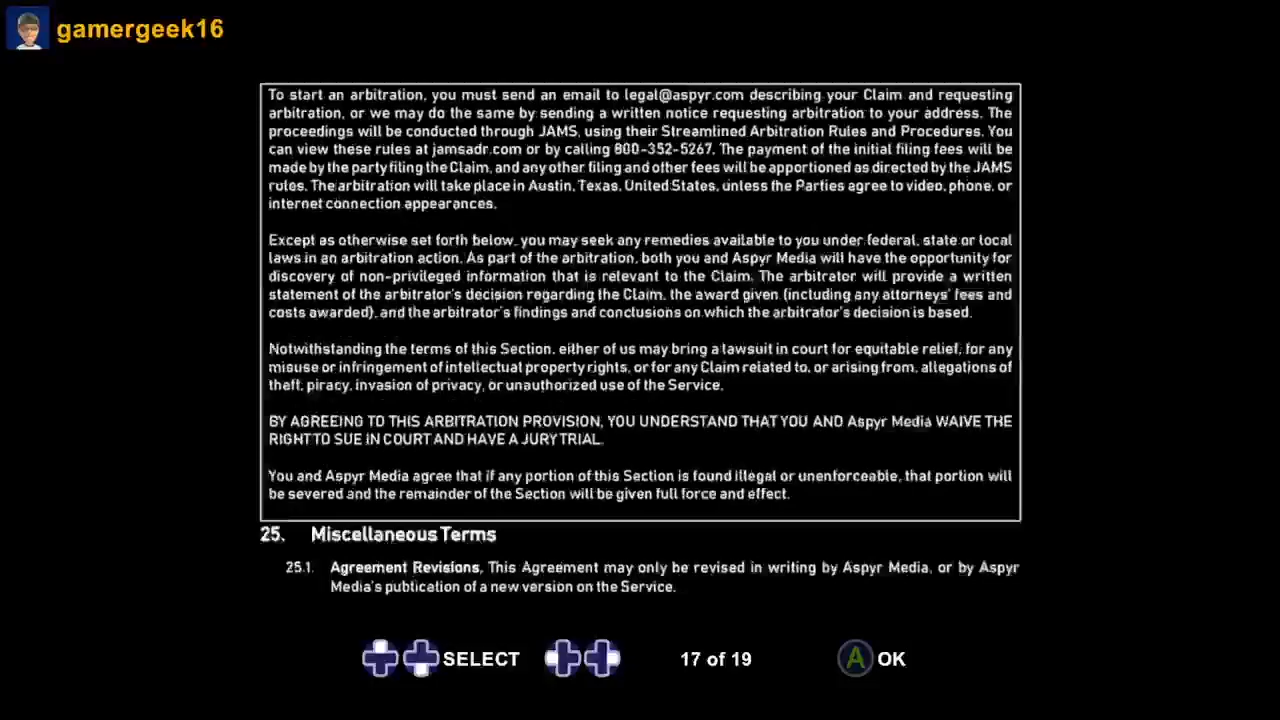 gamergeek16
To start an arbitration, you must send an email to legal@aspyr.com describing your Claim and requesting
arbitration, or we may do the same by sending a written notice requesting arbitration to your address. The
proceedings will be conducted through JAMS, using their Streamlined Arbitration Rules and Procedures. You
can view these rules at jamsadr.com or by calling 800-352-5267. The payment of the initial filing fees will be
made by the party filing the Claim, and any other filing and other fees will be apportioned as directed by the JAMS
rules. The arbitration will take place in Austin, Texas, United States, unless the Parties agree to video, phone, or
internet connection appearances.
Except as otherwise set forth below, you may seek any remedies available to you under federal, state or local
laws in an arbitration action. As part of the arbitration, both you and Aspyr Media will have the opportunity for
discovery of non-privileged information that is relevant to the Claim. The arbitrator will provide a written
statement of the arbitrator's decision regarding the Claim, the award given (including any attorneys' fees and
costs awarded), and the arbitrator's findings and conclusions on which the arbitrator's decision is based.
Notwithstanding the terms of this Section, either of us may bring a lawsuit in court for equitable relief, for any
misuse or infringement of intellectual property rights, or for any Claim related to, or arising from, allegations of
theft, piracy, invasion of privacy, or unauthorized use of the Service.
BY AGREEING TO THIS ARBITRATION PROVISION, YOU UNDERSTAND THAT YOU AND Aspyr Media WAIVE THE
RIGHT TO SUE IN COURT AND HAVE A JURY TRIAL.
You and Aspyr Media agree that if any portion of this Section is found illegal or unenforceable, that portion will
be severed and the remainder of the Section will be given full force and effect.
25. Miscellaneous Terms
25.1. Agreement Revisions. This Agreement may only be revised in writing by Aspyr Media, or by Aspyr
Media's publication of a new version on the Service.
SELECT 17 of 19 A OK